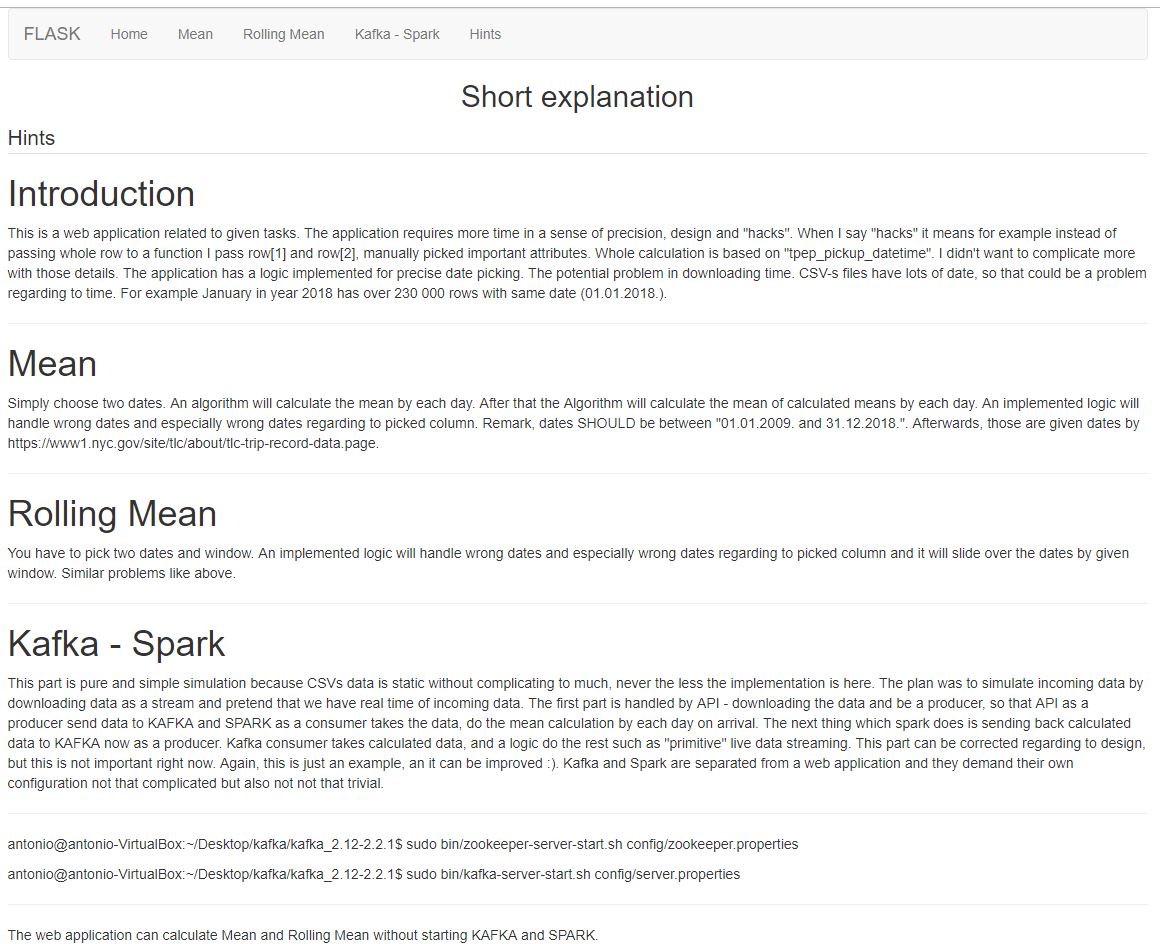 FLASK Home Mean Rolling Mean Kafka - Spark Hints
Short explanation
Hints
Introduction
This is a web application related to given tasks. The application requires more time in a sense of precision, design and "hacks". When I say "hacks" it means for example instead of
passing whole row to a function I pass row[1] and row[2], manually picked important attributes. Whole calculation is based on "tpep_pickup_datetime". I didn't want to complicate more
with those details. The application has a logic implemented for precise date picking. The potential problem in downloading time. CSV-s files have lots of date, so that could be a problem
regarding to time. For example January in year 2018 has over 230 000 rows with same date (01.01.2018.).
Mean
Simply choose two dates. An algorithm will calculate the mean by each day. After that the Algorithm will calculate the mean of calculated means by each day. An implemented logic will
handle wrong dates and especially wrong dates regarding to picked column. Remark, dates SHOULD be between "01.01.2009. and 31.12.2018.". Afterwards, those are given dates by
https://www1.nyc.gov/site/tlc/about/tlc-trip-record-data.page.
Rolling Mean
You have to pick two dates and window. An implemented logic will handle wrong dates and especially wrong dates regarding to picked column and it will slide over the dates by given
window. Similar problems like above.
Kafka - Spark
This part is pure and simple simulation because CSVs data is static without complicating to much, never the less the implementation is here. The plan was to simulate incoming data by
downloading data as a stream and pretend that we have real time of incoming data. The first part is handled by API - downloading the data and be a producer, so that API as a
producer send data to KAFKA and SPARK as a consumer takes the data, do the mean calculation by each day on arrival. The next thing which spark does is sending back calculated
data to KAFKA now as a producer. Kafka consumer takes calculated data, and a logic do the rest such as "primitive" live data streaming. This part can be corrected regarding to design,
but this is not important right now. Again, this is just an example, an it can be improved :). Kafka and Spark are separated from a web application and they demand their own
configuration not that complicated but also not not that trivial.
antonio@antonio-VirtualBox:~/Desktop/kafka/kafka_2.12-2.2.1$ sudo bin/zookeeper-server-start.sh config/zookeeper.properties
antonio@antonio-VirtualBox:~/Desktop/kafka/kafka_2.12-2.2.1$ sudo bin/kafka-server-start.sh config/server.properties
The web application can calculate Mean and Rolling Mean without starting KAFKA and SPARK.